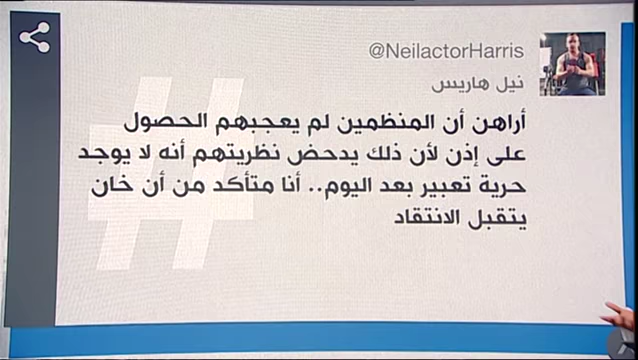 @NeilactorHarris
نيل هاريس
أراهن أن المنظمين لم يعجبهم الحصول
على إذن لأن ذلك يدحض نظريتهم أنه لا يوجد
حرية تعبير بعد اليوم.. أنا متأكد من أن خان
يتقبل الانتقاد